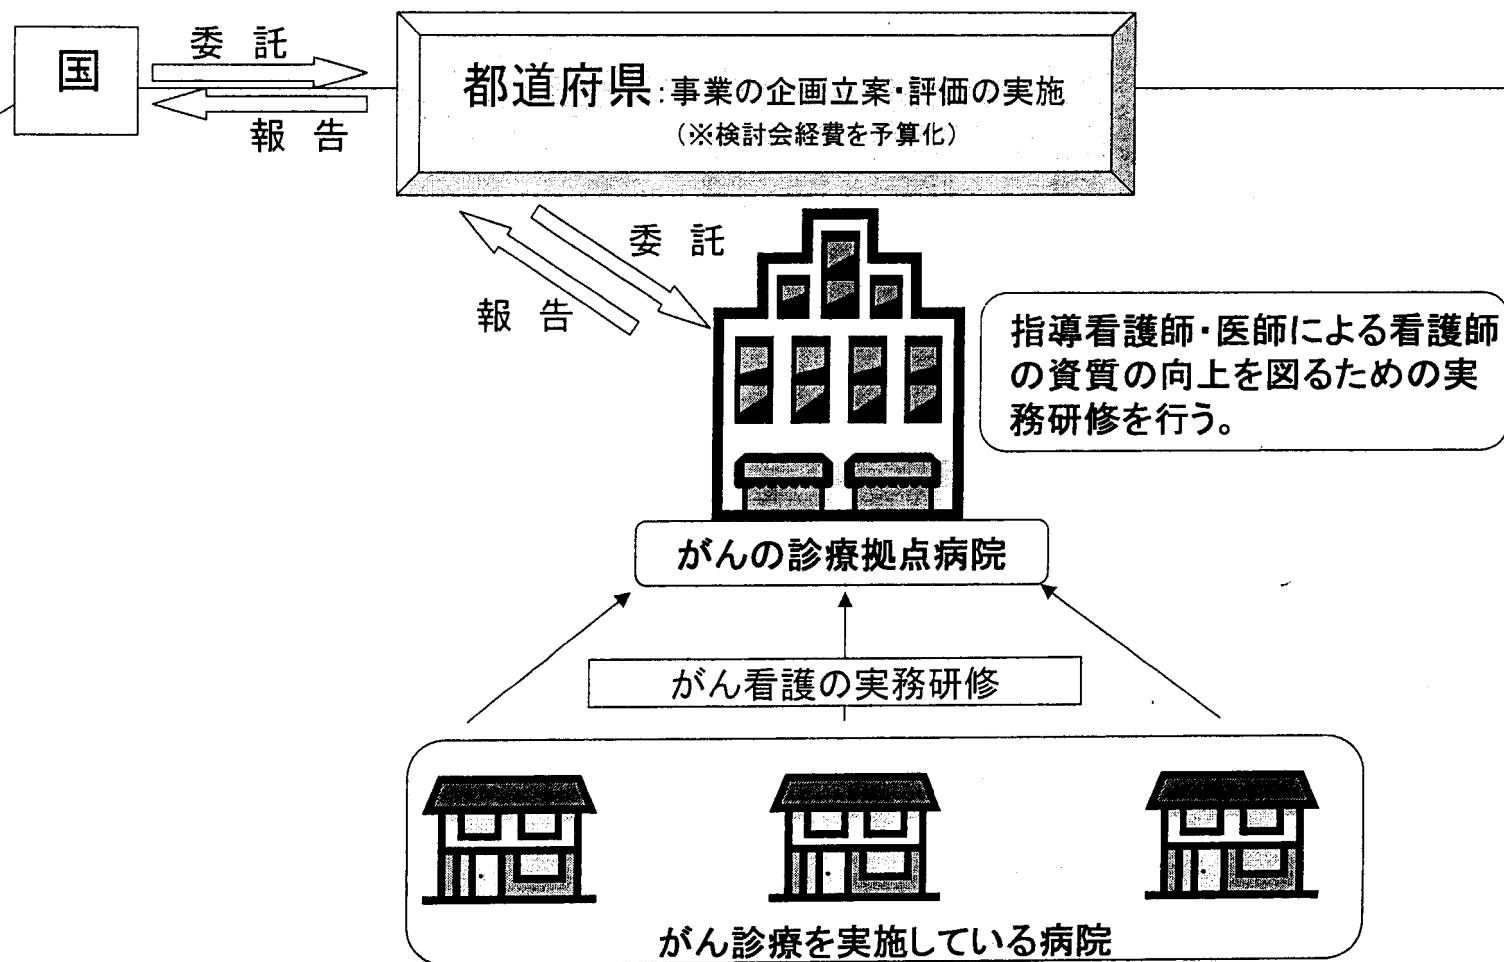 国
委託
報告
都道府県:事業の企画立案・評価の実施
(※検討会経費を予算化)
委託
報告
指導看護師・医師による看護師
の資質の向上を図るための実
務研修を行う。
がんの診療拠点病院
がん看護の実務研修
がん診療を実施している病院